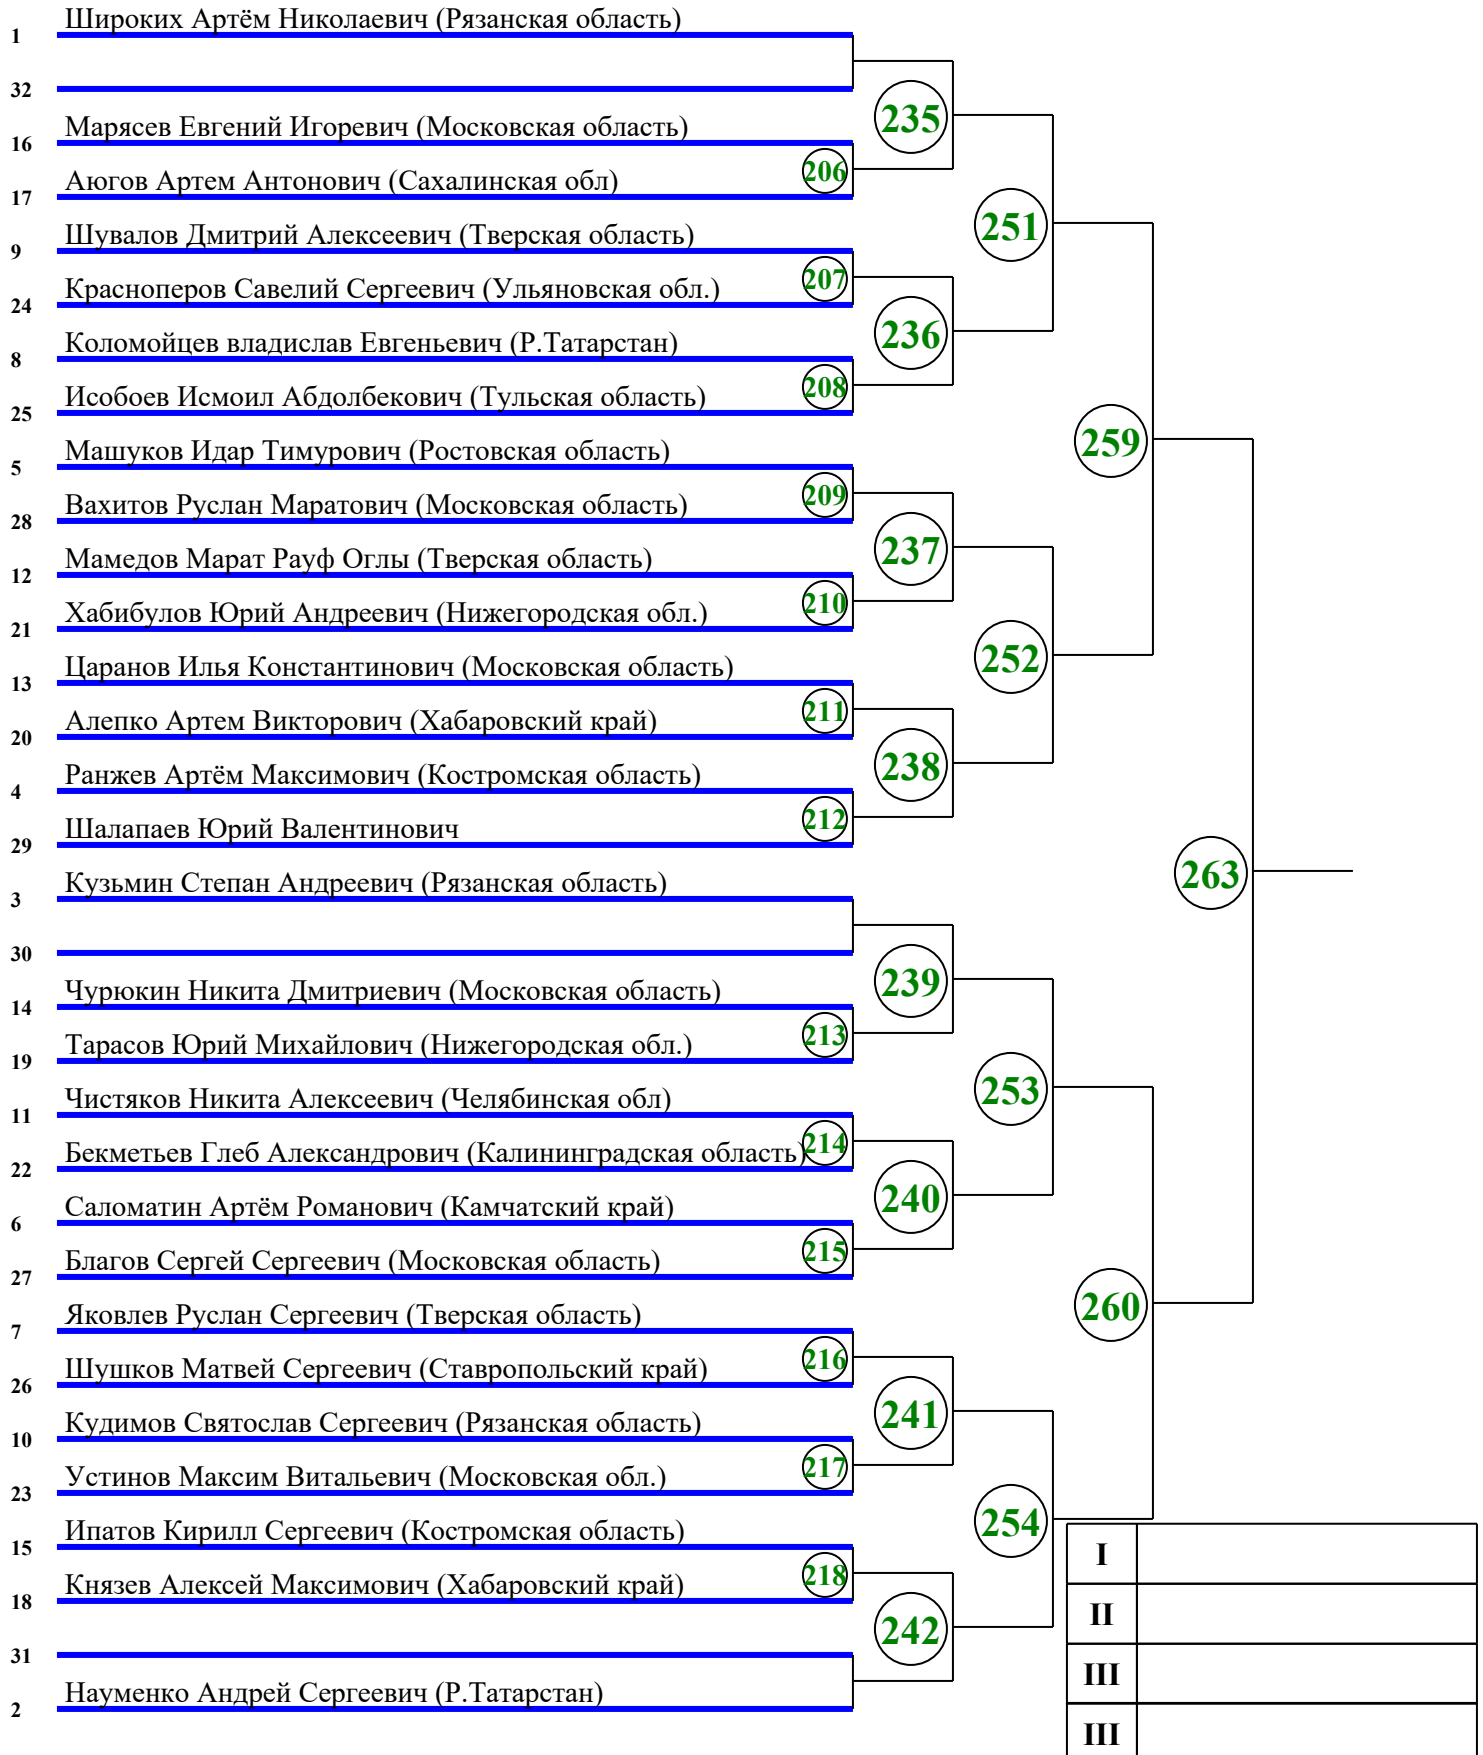 Широких Артём Николаевич (Рязанская область)
1
32
235
Марясев Евгений Игоревич (Московская область)
16
206
Аюгов Артем Антонович (Сахалинская обл)
17
251
Шувалов Дмитрий Алексеевич (Тверская область)
9
207
Красноперов Савелий Сергеевич (Ульяновская обл.)
24
236
Коломойцев владислав Евгеньевич (Р.Татарстан)
8
208
Исобоев Исмоил Абдолбекович (Тульская область)
25
259
Машуков Идар Тимурович (Ростовская область)
5
209
Вахитов Руслан Маратович (Московская область)
28
237
Мамедов Марат Рауф Оглы (Тверская область)
12
210
Хабибулов Юрий Андреевич (Нижегородская обл.)
21
252
Царанов Илья Константинович (Московская область)
13
211
Алепко Артем Викторович (Хабаровский край)
20
238
Ранжев Артём Максимович (Костромская область)
4
212
Шалапаев Юрий Валентинович
29
263
Кузьмин Степан Андреевич (Рязанская область)
3
30
239
Чурюкин Никита Дмитриевич (Московская область)
14
213
Тарасов Юрий Михайлович (Нижегородская обл.)
19
253
Чистяков Никита Алексеевич (Челябинская обл)
11
214
Бекметьев Глеб Александрович (Калининградская область)
22
240
Саломатин Артём Романович (Камчатский край)
6
215
Благов Сергей Сергеевич (Московская область)
27
260
Яковлев Руслан Сергеевич (Тверская область)
7
216
Шушков Матвей Сергеевич (Ставропольский край)
26
241
Кудимов Святослав Сергеевич (Рязанская область)
10
217
Устинов Максим Витальевич (Московская обл.)
23
254
Ипатов Кирилл Сергеевич (Костромская область)
15
218
Князев Алексей Максимович (Хабаровский край)
18
242
31
Науменко Андрей Сергеевич (Р.Татарстан)
2
I
II
III
III